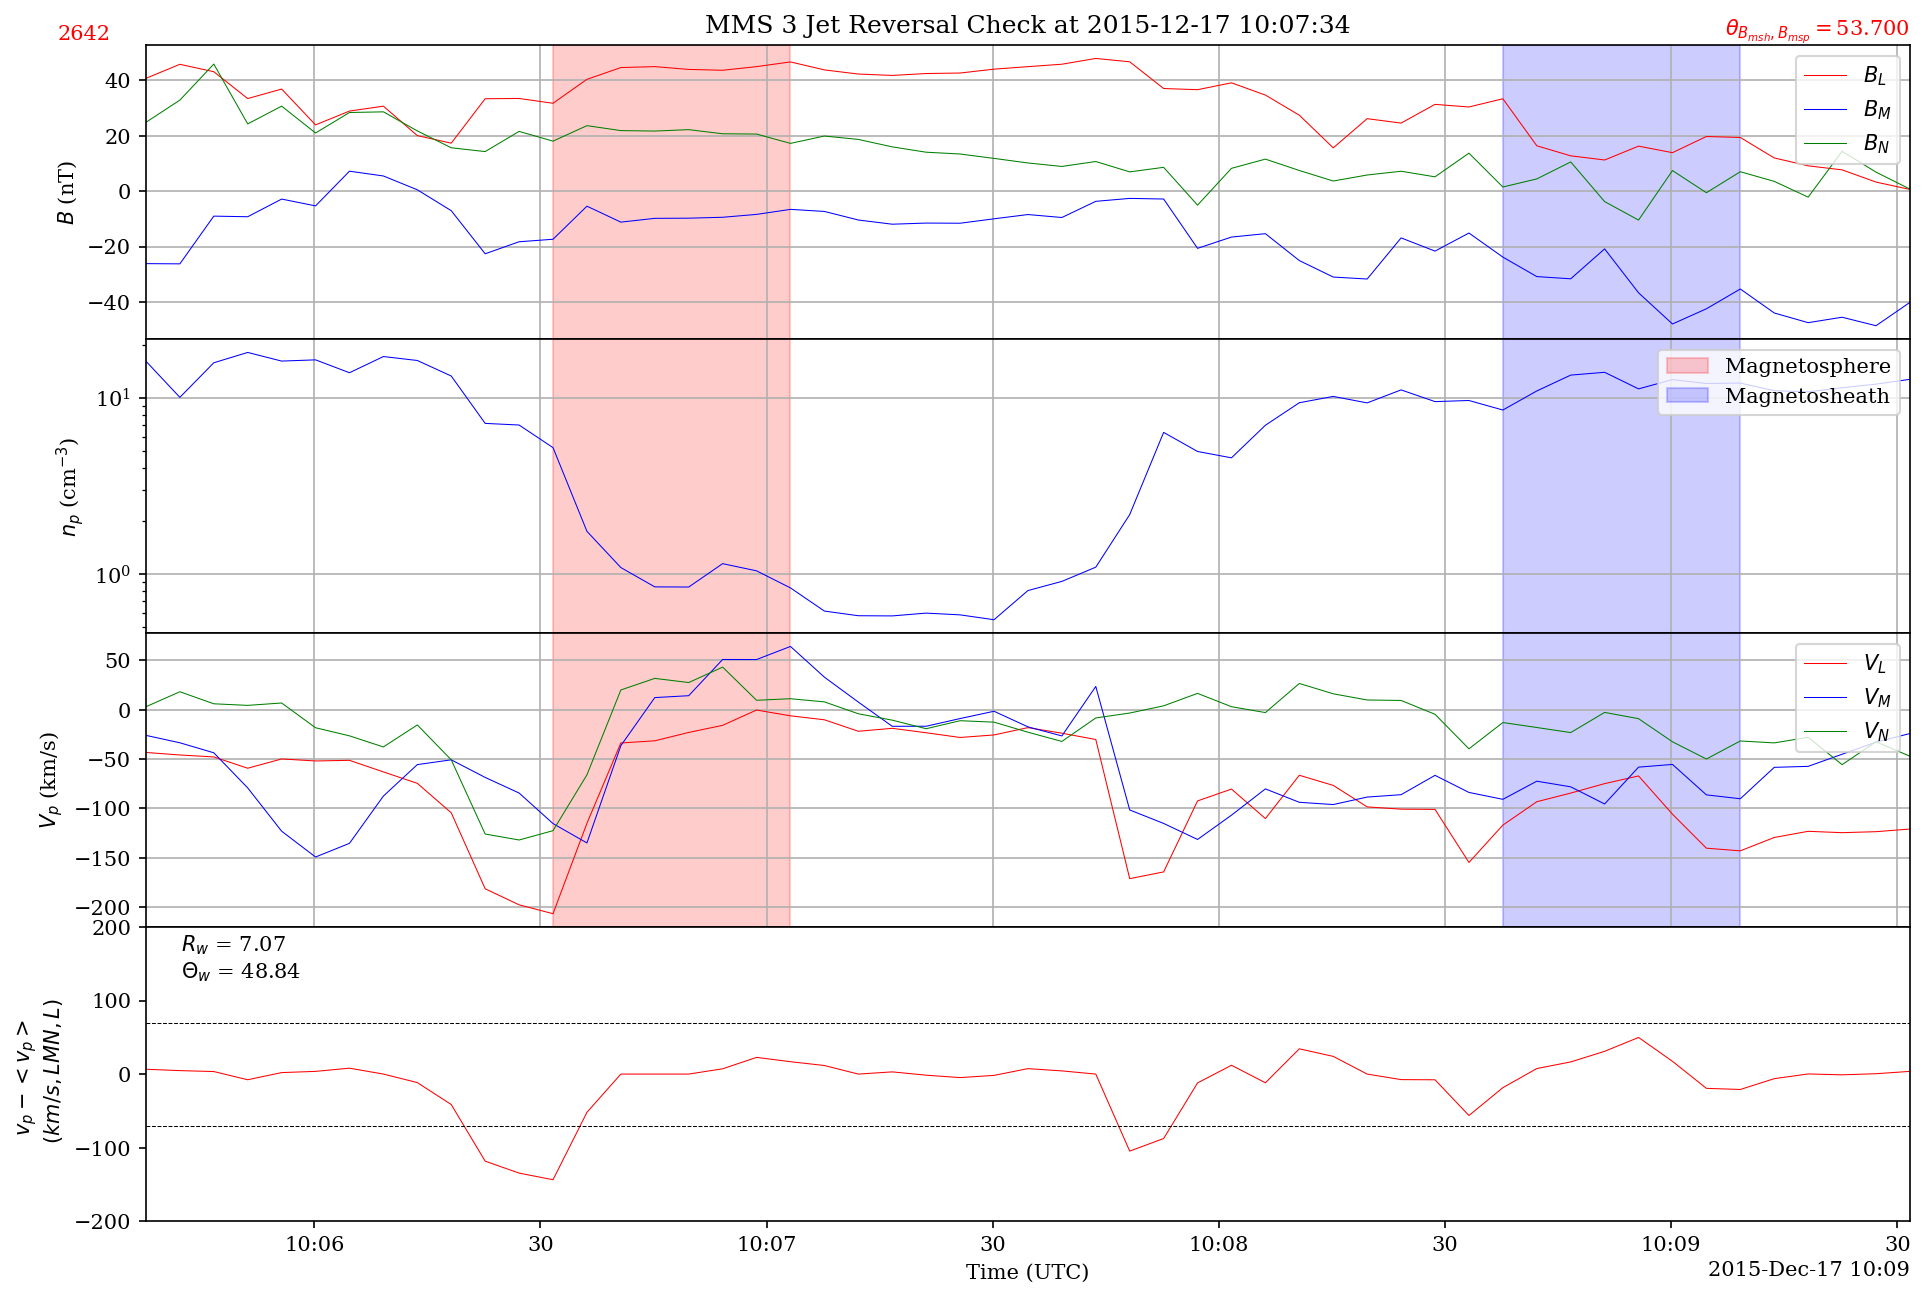 MMS 3 Jet Reversal Check at 2015-12-17 10:07:34
2642
θ_{B_{msh}, B_{msp}} = 53.700
B (nT)
40
20
0
−20
−40
B_L
B_M
B_N
n_p (cm^{−3})
10^1
10^0
Magnetosphere
Magnetosheath
V_p (km/s)
50
0
−50
−100
−150
−200
V_L
V_M
V_N
v_p − < v_p >
(km/s, LMN, L)
200
100
0
−100
−200
R_w = 7.07
Θ_w = 48.84
10:06 30 10:07 30 10:08 30 10:09 30
Time (UTC)
2015-Dec-17 10:09